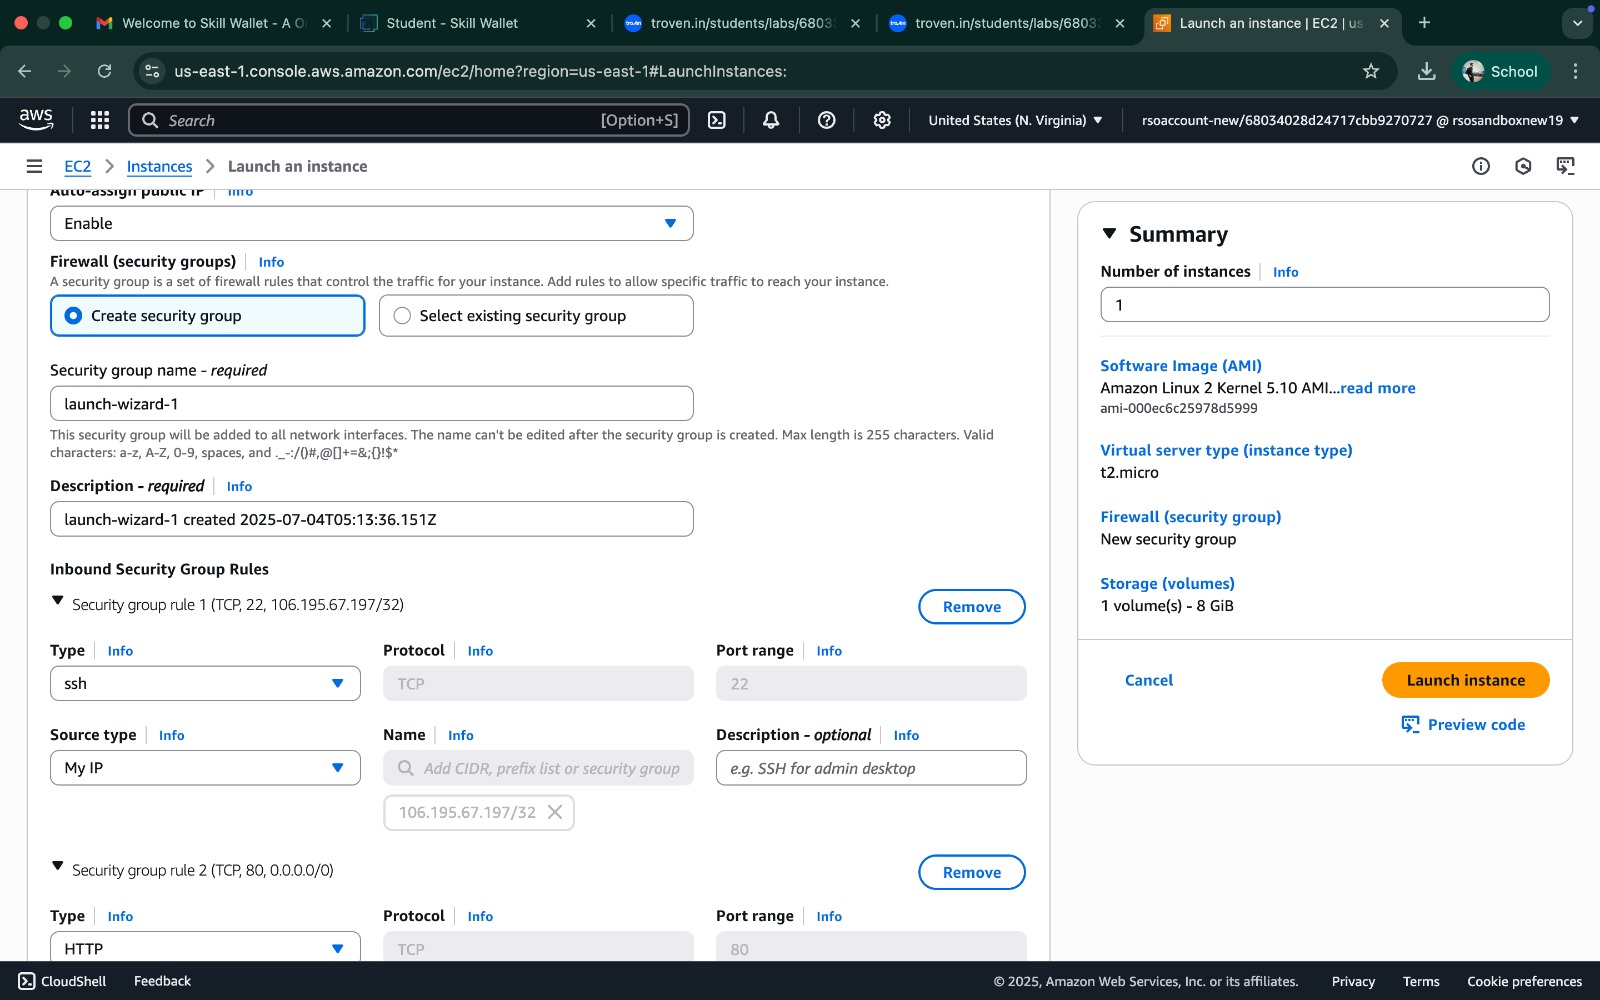 Welcome to Skill Wallet - A O
Student - Skill Wallet
troven.in/students/labs/6803
troven.in/students/labs/6803
Launch an instance | EC2 | us
us-east-1.console.aws.amazon.com/ec2/home?region=us-east-1#LaunchInstances:
School
aws
Search
[Option+S]
United States (N. Virginia)
rsoaccount-new/68034028d24717cbb9270727 @ rsosandboxnew19
EC2
Instances
Launch an instance
Auto-assign public IP
Info
Enable
Firewall (security groups)
Info
A security group is a set of firewall rules that control the traffic for your instance. Add rules to allow specific traffic to reach your instance.
Create security group
Select existing security group
Security group name - required
launch-wizard-1
This security group will be added to all network interfaces. The name can't be edited after the security group is created. Max length is 255 characters. Valid
characters: a-z, A-Z, 0-9, spaces, and ._-:/()#,@[]+=&;{}!$*
Description - required
Info
launch-wizard-1 created 2025-07-04T05:13:36.151Z
Inbound Security Group Rules
Security group rule 1 (TCP, 22, 106.195.67.197/32)
Remove
Type
Info
Protocol
Info
Port range
Info
ssh
TCP
22
Source type
Info
Name
Info
Description - optional
Info
My IP
Add CIDR, prefix list or security group
e.g. SSH for admin desktop
106.195.67.197/32
Security group rule 2 (TCP, 80, 0.0.0.0/0)
Remove
Type
Info
Protocol
Info
Port range
Info
HTTP
TCP
80
Summary
Number of instances
Info
1
Software Image (AMI)
Amazon Linux 2 Kernel 5.10 AMI...read more
ami-000ec6c25978d5999
Virtual server type (instance type)
t2.micro
Firewall (security group)
New security group
Storage (volumes)
1 volume(s) - 8 GiB
Cancel
Launch instance
Preview code
CloudShell
Feedback
© 2025, Amazon Web Services, Inc. or its affiliates.
Privacy
Terms
Cookie preferences